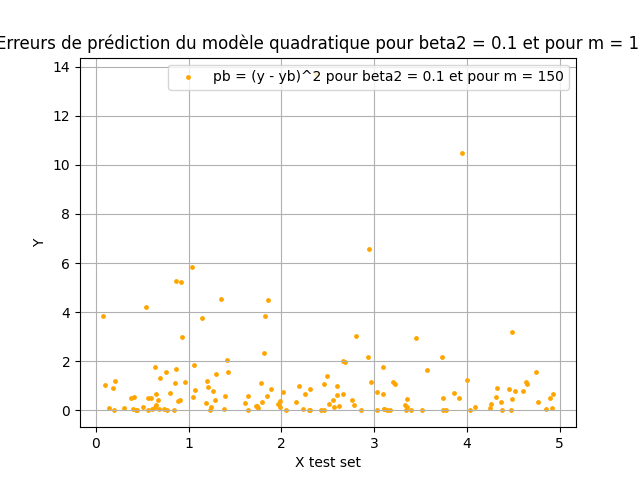 Erreurs de prédiction du modèle quadratique pour beta2 = 0.1 et pour m = 1
pb = (y - yb)^2 pour beta2 = 0.1 et pour m = 150
14
12
10
8
6
4
2
0
Y
0 1 2 3 4 5
X test set